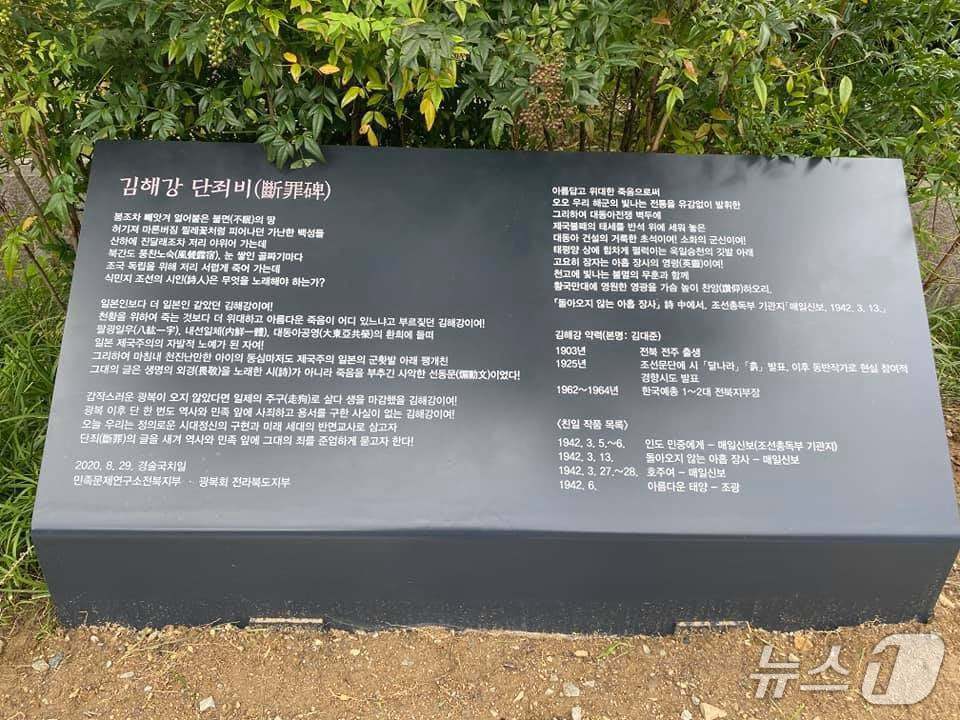 김해강 단죄비(斷罪碑)
봄조차 빼앗겨 얼어붙은 불면(不眠)의 땅
허기져 마른버짐 찔레꽃처럼 피어나던 가난한 백성들
산하에 진달래조차 저리 야위어 가는데
북간도 풍찬노숙(風餐露宿), 눈 쌓인 골짜기마다
조국 독립을 위해 저리 서럽게 죽어 가는데
식민지 조선의 시인(詩人)은 무엇을 노래해야 하는가?
일본인보다 더 일본인 같았던 김해강이여!
천황을 위하여 죽는 것보다 더 위대하고 아름다운 죽음이 어디 있느냐고 부르짖던 김해강이여!
팔굉일우(八紘一宇), 내선일체(內鮮一體), 대동아공영(大東亞共榮)의 환희에 들떠
일본 제국주의의 자발적 노예가 된 자여!
그리하여 마침내 천진난만한 아이의 동심마저도 제국주의 일본의 군홧발 아래 팽개친
그대의 글은 생명의 외경(畏敬)을 노래한 시(詩)가 아니라 죽음을 부추긴 시악한 선동문(煽動文)이었다!
갑작스러운 광복이 오지 않았다면 일제의 주구(走狗)로 살다 생을 마감했을 김해강이여!
광복 이후 단 한 번도 역사와 민족 앞에 사죄하고 용서를 구한 사실이 없는 김해강이여!
오늘 우리는 정의로운 시대정신의 구현과 미래 세대의 반면교사로 삼고자
단죄(斷罪)의 글을 새겨 역사와 민족 앞에 그대의 죄를 준엄하게 묻고자 한다!
2020. 8. 29. 경술국치일
민족문제연구소전북지부 · 광복회 전라북도지부
아름답고 위대한 죽음으로써
오오 우리 해군의 빛나는 전통을 유감없이 발휘한
그리하여 대동아전쟁 벽두에
제국불패의 태세를 반석 위에 세워 놓은
대동아 건설의 거룩한 초석이여! 소화의 군신이여!
태평양 상에 힘차게 펄럭이는 욱일승천의 깃발 아래
고요히 잠자는 아홉 장사의 영령(英靈)이여!
천고에 빛나는 불멸의 무훈과 함께
황국만대에 영원한 영광을 가슴 높이 찬앙(讚仰)하오리.
「돌아오지 않는 아홉 장사」 詩 中에서, 조선총독부 기관지「매일신보, 1942. 3. 13.」
김해강 약력(본명: 김대준)
1903년 전북 전주 출생
1925년 조선문단에 시 「달나라」, 「흙」 발표, 이후 동반작가로 현실 참여적
경향시도 발표
1962~1964년 한국예총 1~2대 전북지부장
〈친일 작품 목록〉
1942. 3. 5.~6. 인도 민중에게 – 매일신보(조선총독부 기관지)
1942. 3. 13. 돌아오지 않는 아홉 장사 – 매일신보
1942. 3. 27~28. 호주여 – 매일신보
1942. 6. 아름다운 태양 – 조광
뉴스1